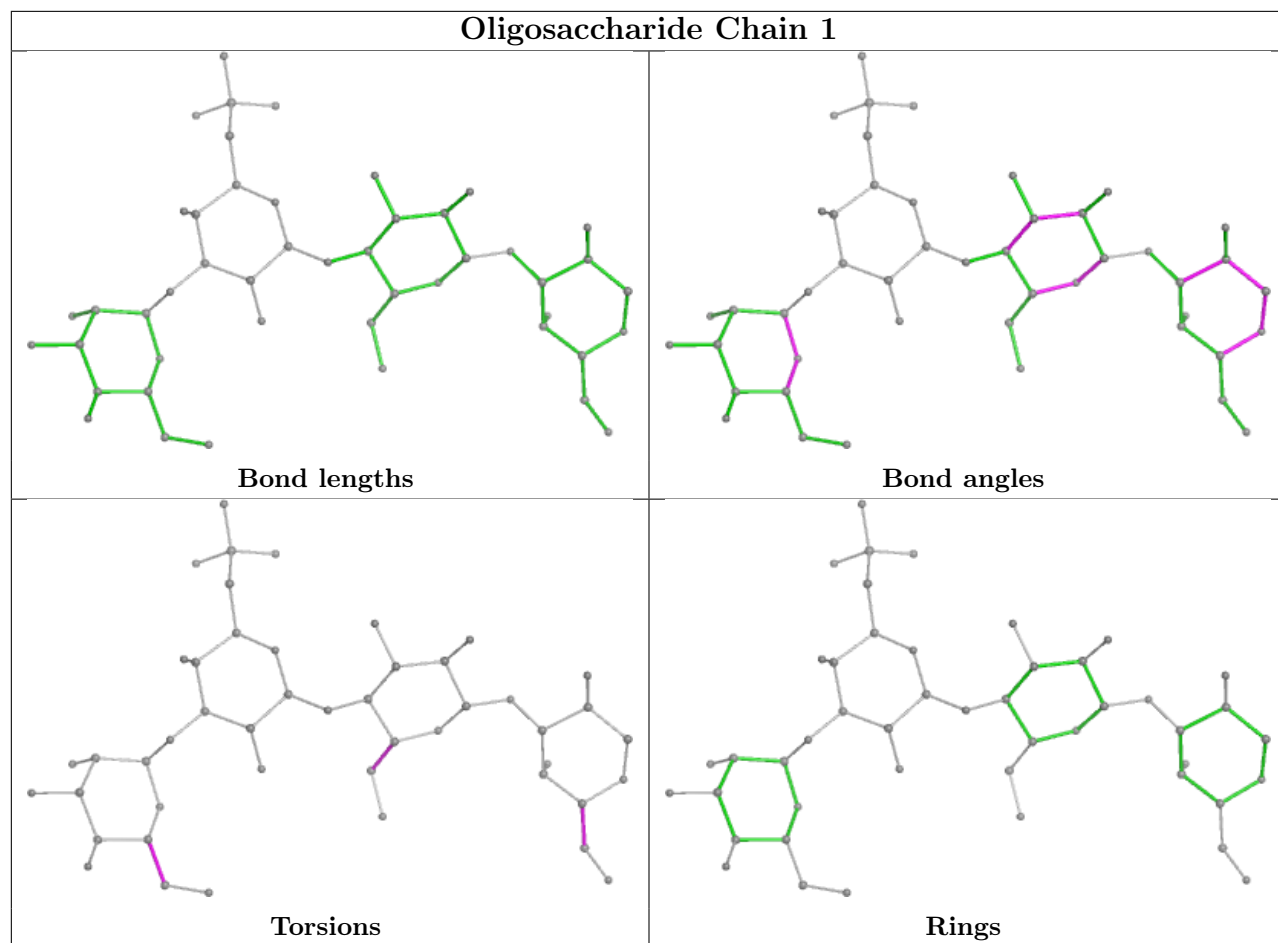 Oligosaccharide Chain 1
Bond lengths
Bond angles
Torsions
Rings